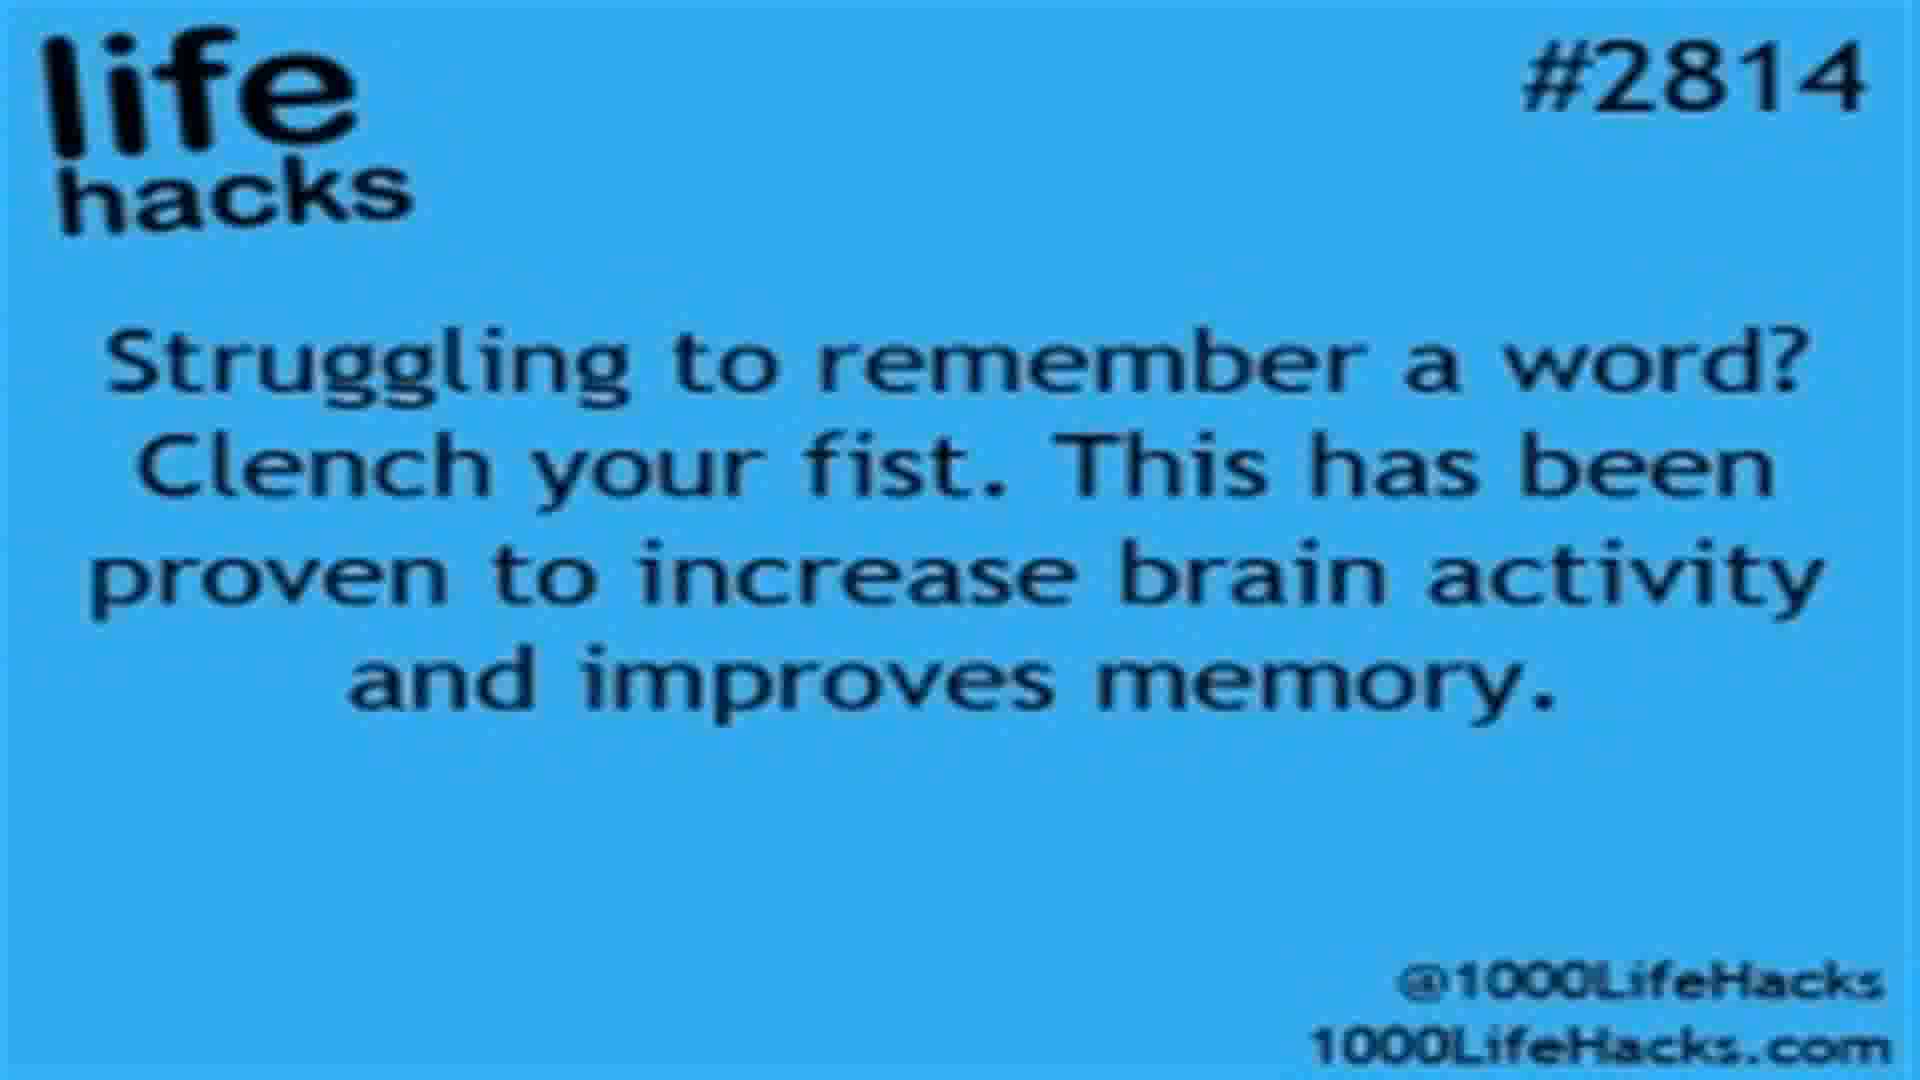 life
hacks
#2814
Struggling to remember a word?
Clench your fist. This has been
proven to increase brain activity
and improves memory.
@1000LifeHacks
1000LifeHacks.com